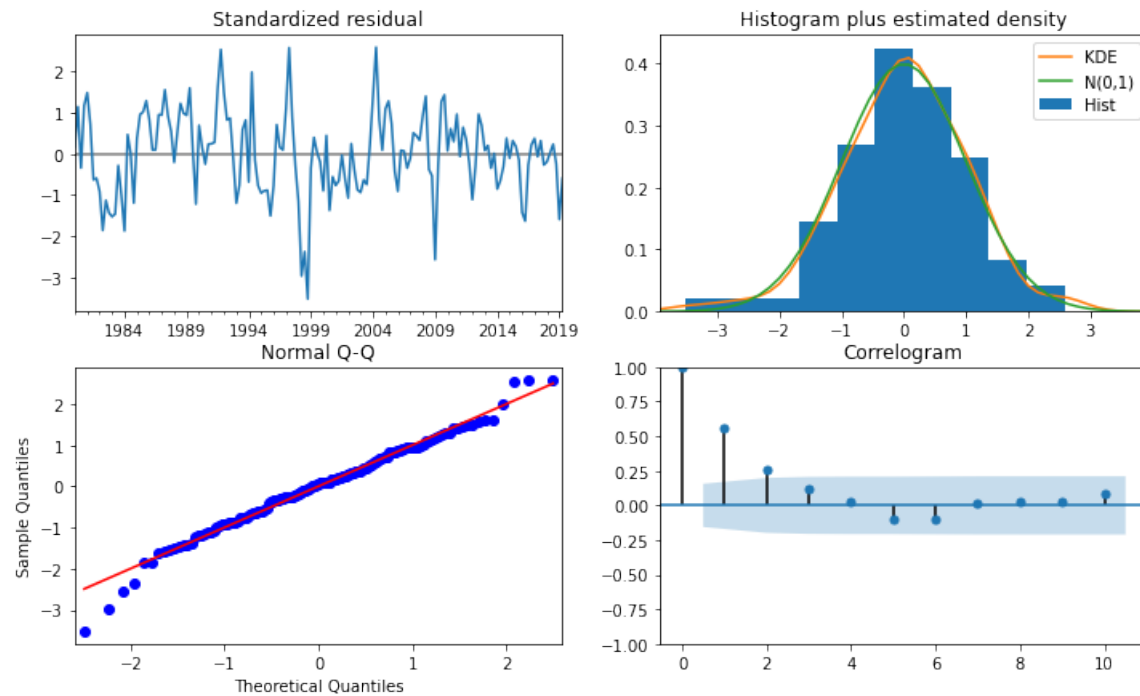 Standardized residual
2
1
0
−1
−2
−3
1984 1989 1994 1999 2004 2009 2014 2019
Histogram plus estimated density
KDE
N(0,1)
Hist
0.4
0.3
0.2
0.1
0.0
−3 −2 −1 0 1 2 3
Normal Q-Q
Sample Quantiles
2
1
0
−1
−2
−3
−2 −1 0 1 2
Theoretical Quantiles
Correlogram
1.00
0.75
0.50
0.25
0.00
−0.25
−0.50
−0.75
−1.00
0 2 4 6 8 10